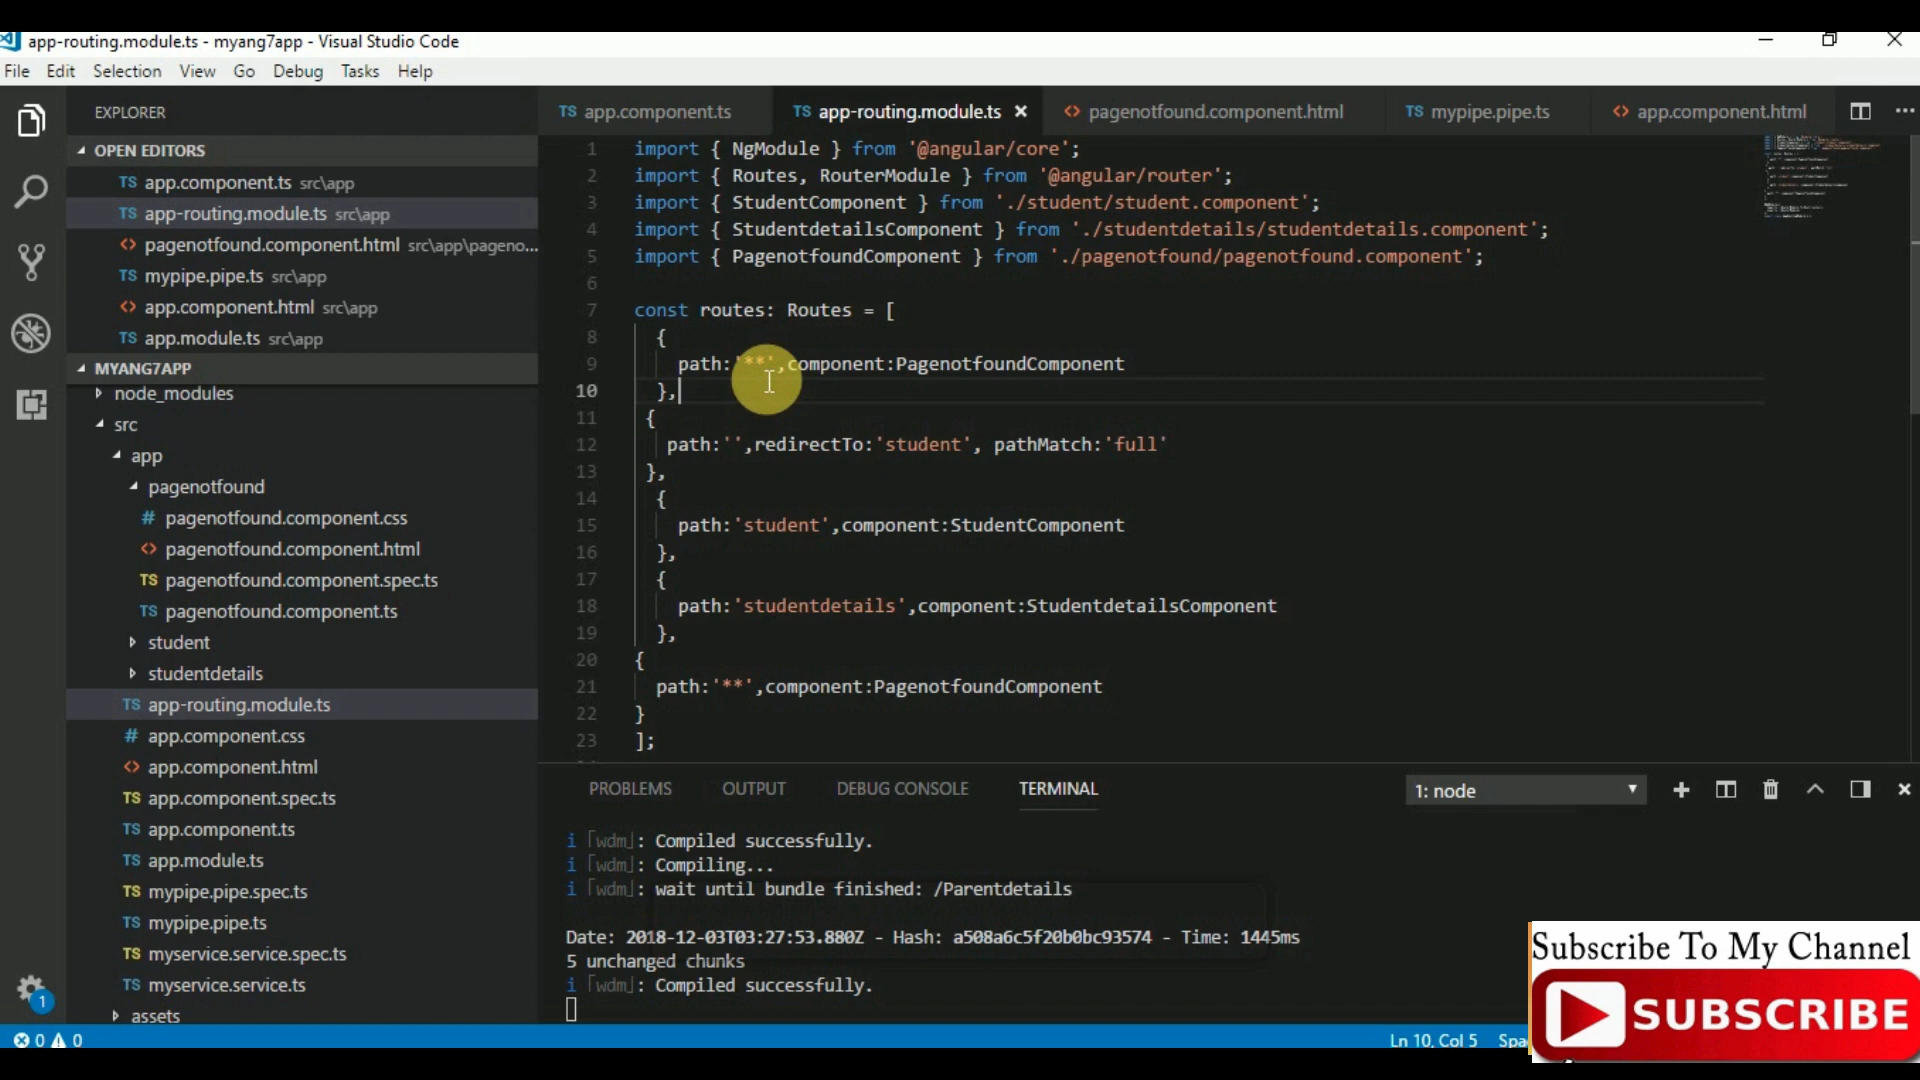 app-routing.module.ts - myang7app - Visual Studio Code
File Edit Selection View Go Debug Tasks Help
EXPLORER
OPEN EDITORS
TS app.component.ts src\app
TS app-routing.module.ts src\app
<> pagenotfound.component.html src\app\pageno...
TS mypipe.pipe.ts src\app
<> app.component.html src\app
TS app.module.ts src\app
MYANG7APP
node_modules
src
app
pagenotfound
# pagenotfound.component.css
<> pagenotfound.component.html
TS pagenotfound.component.spec.ts
TS pagenotfound.component.ts
student
studentdetails
TS app-routing.module.ts
# app.component.css
<> app.component.html
TS app.component.spec.ts
TS app.component.ts
TS app.module.ts
TS mypipe.pipe.spec.ts
TS mypipe.pipe.ts
TS myservice.service.spec.ts
TS myservice.service.ts
assets
1
TS app.component.ts TS app-routing.module.ts <> pagenotfound.component.html TS mypipe.pipe.ts <> app.component.html
1 import { NgModule } from '@angular/core';
2 import { Routes, RouterModule } from '@angular/router';
3 import { StudentComponent } from './student/student.component';
4 import { StudentdetailsComponent } from './studentdetails/studentdetails.component';
5 import { PagenotfoundComponent } from './pagenotfound/pagenotfound.component';
6
7 const routes: Routes = [
8 {
9 path:'**',component:PagenotfoundComponent
10 },
11 {
12 path:'',redirectTo:'student', pathMatch:'full'
13 },
14 {
15 path:'student',component:StudentComponent
16 },
17 {
18 path:'studentdetails',component:StudentdetailsComponent
19 },
20 {
21 path:'**',component:PagenotfoundComponent
22 }
23 ];
PROBLEMS OUTPUT DEBUG CONSOLE TERMINAL 1: node
i ｢wdm｣: Compiled successfully.
i ｢wdm｣: Compiling...
i ｢wdm｣: wait until bundle finished: /Parentdetails
Date: 2018-12-03T03:27:53.880Z - Hash: a508a6c5f20b0bc93574 - Time: 1445ms
5 unchanged chunks
i ｢wdm｣: Compiled successfully.
0 0 Ln 10, Col 5
Subscribe To My Channel
SUBSCRIBE